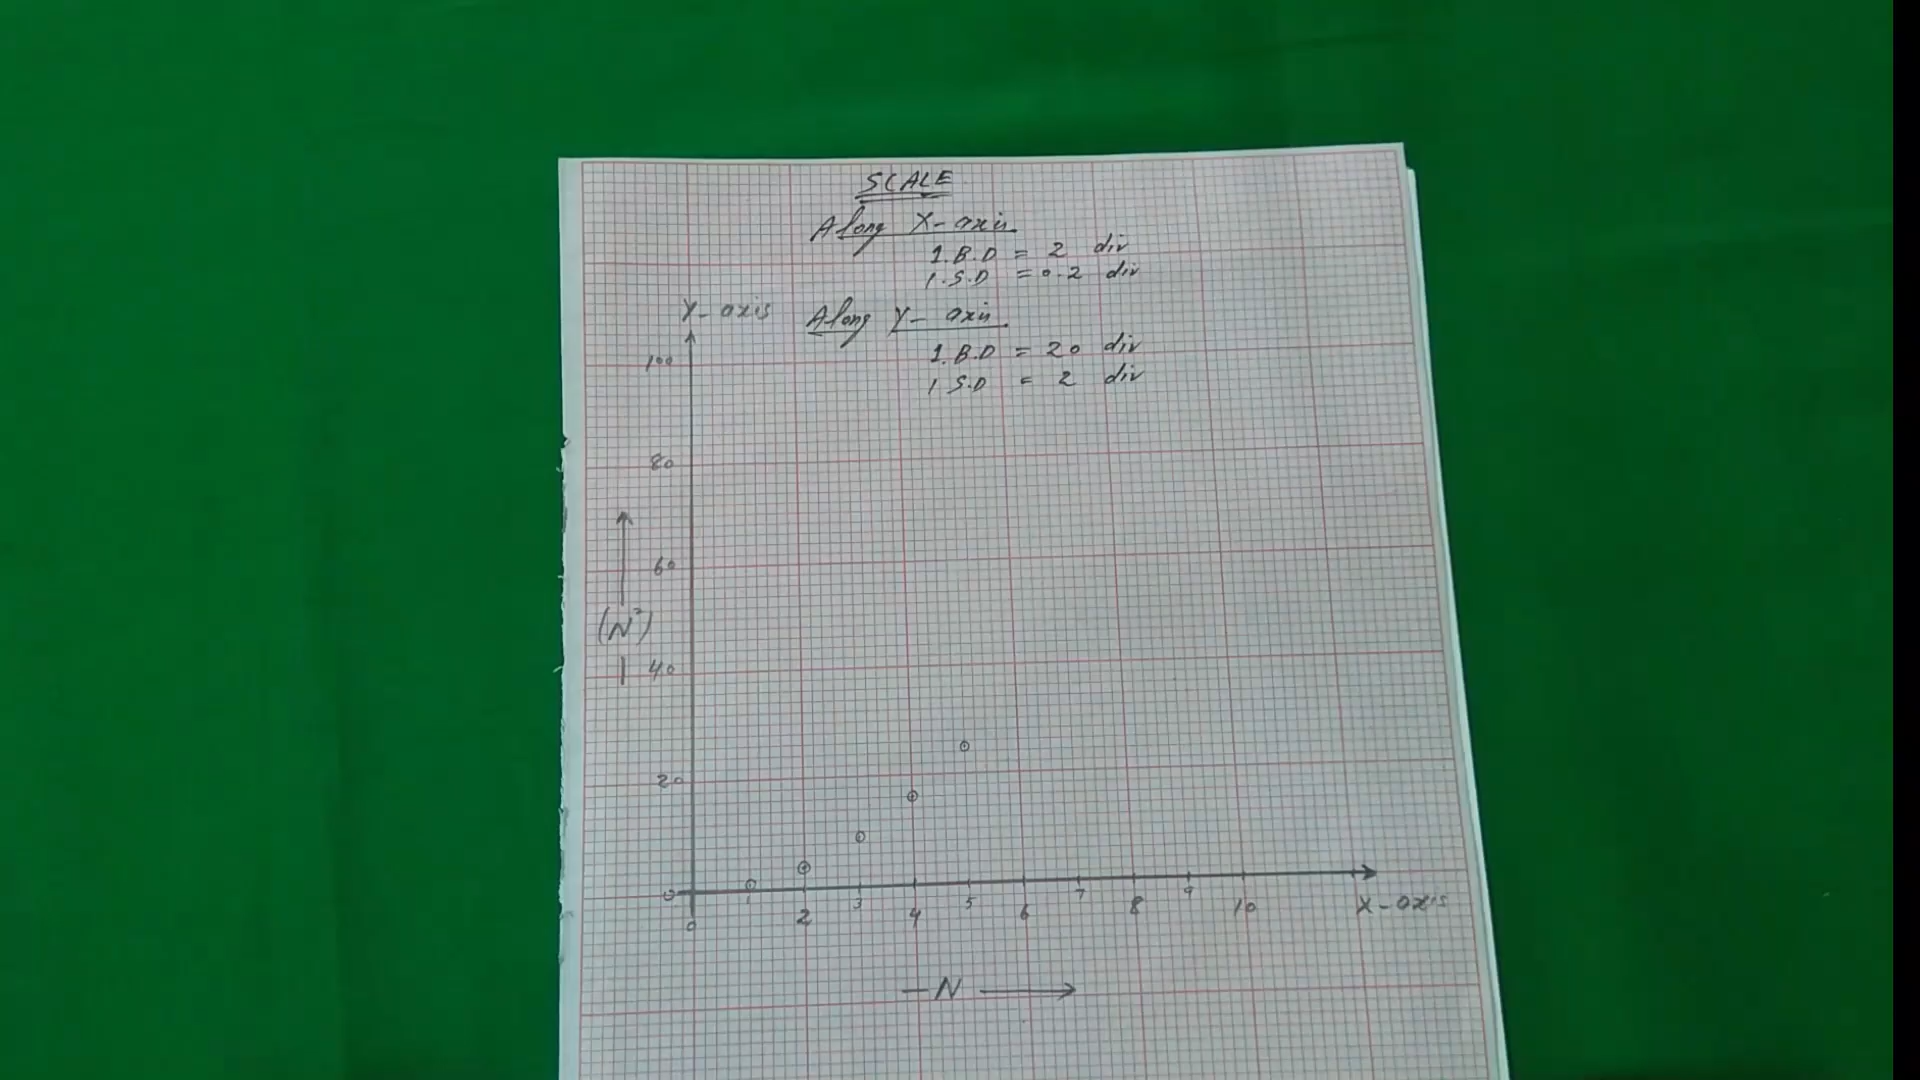 SCALE
Along X-axis
1.B.D = 2 div
1.S.D = 0.2 div
Y-axis
Along Y-axis
1.B.D = 20 div
1 S.D = 2 div
100
80
60
(N²)
40
20
0
0 1 2 3 4 5 6 7 8 9 10
X-axis
N